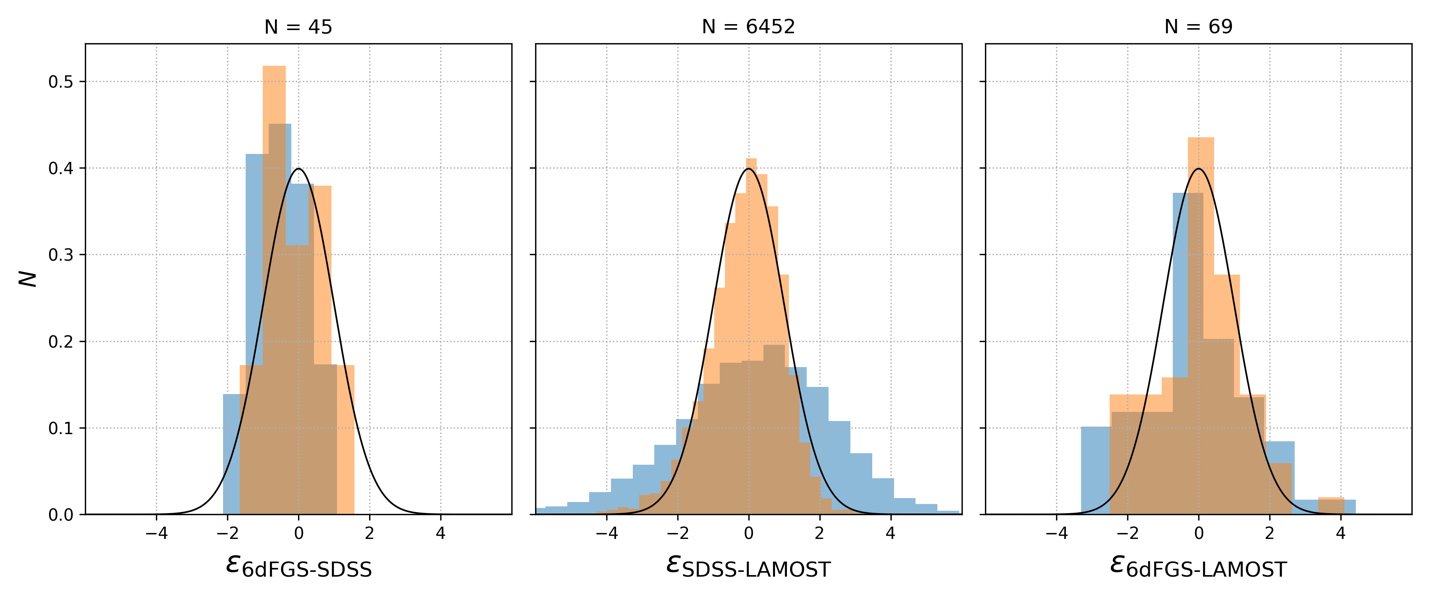 N = 45
N = 6452
N = 69
N
0.5
0.4
0.3
0.2
0.1
0.0
−4 −2 0 2 4
−4 −2 0 2 4
−4 −2 0 2 4
ε6dFGS-SDSS
εSDSS-LAMOST
ε6dFGS-LAMOST